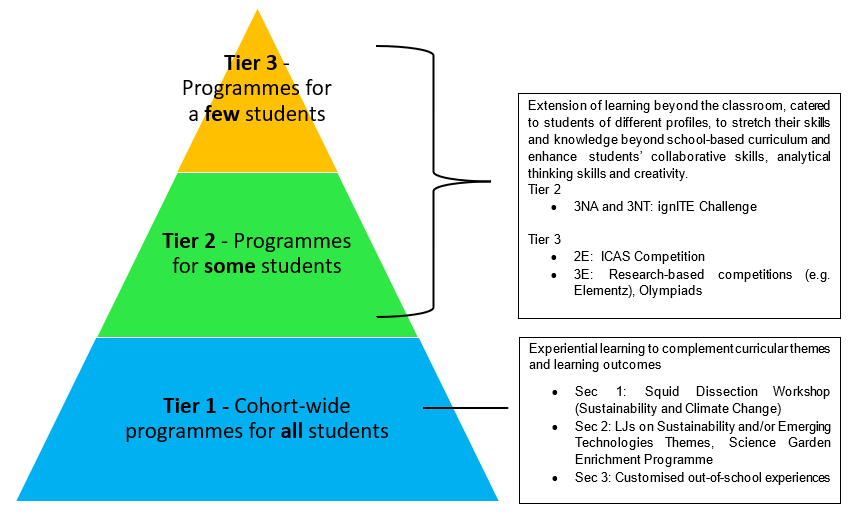 Tier 3 -
Programmes for
a few students
Tier 2 - Programmes
for some students
Tier 1 - Cohort-wide
programmes for all students
Extension of learning beyond the classroom, catered
to students of different profiles, to stretch their skills
and knowledge beyond school-based curriculum and
enhance students' collaborative skills, analytical
thinking skills and creativity.
Tier 2
• 3NA and 3NT: ignITE Challenge
Tier 3
• 2E: ICAS Competition
• 3E: Research-based competitions (e.g.
Elementz), Olympiads
Experiential learning to complement curricular themes
and learning outcomes
• Sec 1: Squid Dissection Workshop
(Sustainability and Climate Change)
• Sec 2: LJs on Sustainability and/or Emerging
Technologies Themes, Science Garden
Enrichment Programme
• Sec 3: Customised out-of-school experiences